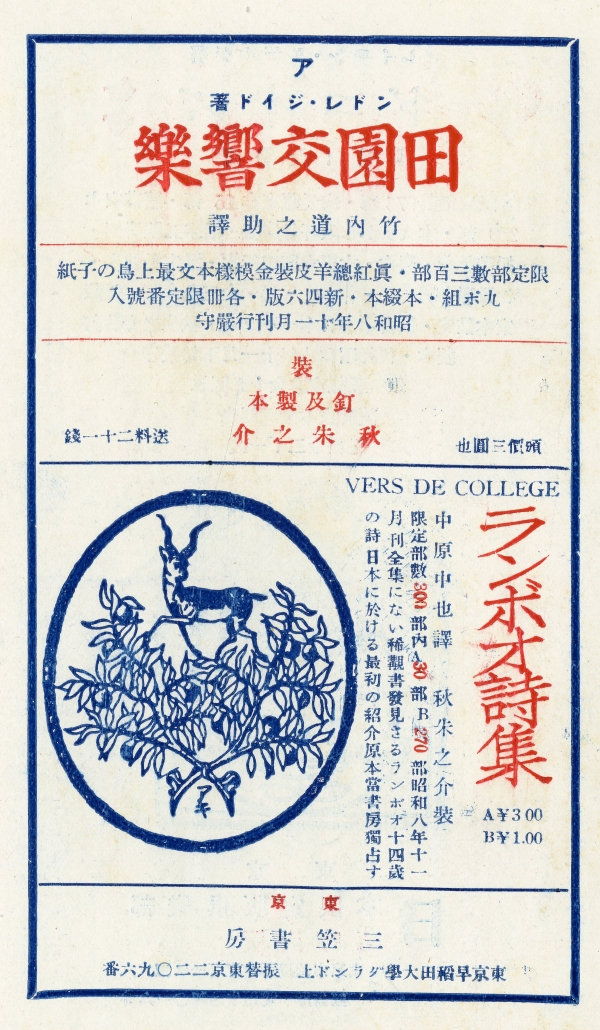 ア
ンドレ・ジイド著
田園交響樂
竹内道之助譯
限定部數三百部・眞紅總羊皮裝金模樣本文最上鳥の子紙
九ポ組・本綴本・新四六版・各冊限定番號入
昭和八年十一月刊行嚴守
裝
釘及製本
秋朱之介
頒價三圓也
送料二十一錢
VERS DE COLLEGE
ランボオ詩集
A¥3.00
B¥1.00
中原中也譯 秋朱之介裝
限定部數300部内A30部B270部昭和八年十一
月刊全集にない稀覯書發見さるランボオ十四歲
の詩日本に於ける最初の紹介原本當書房獨占す
アキ
東京
三笠書房
東京早稻田大學グランド上 振替東京二二〇九六番